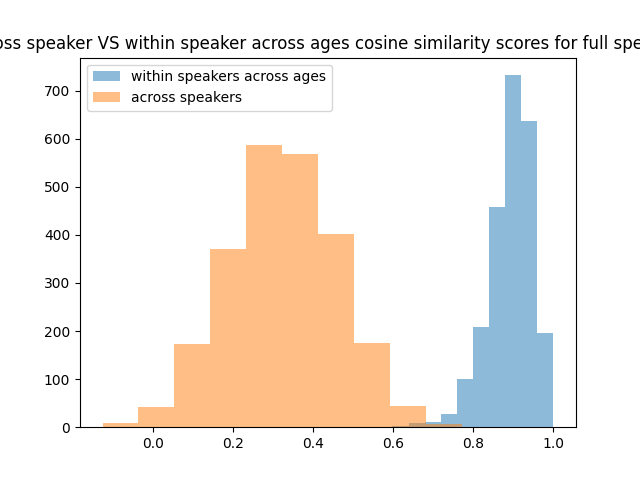 oss speaker VS within speaker across ages cosine similarity scores for full spe
within speakers across ages
across speakers
700
600
500
400
300
200
100
0
0.0 0.2 0.4 0.6 0.8 1.0